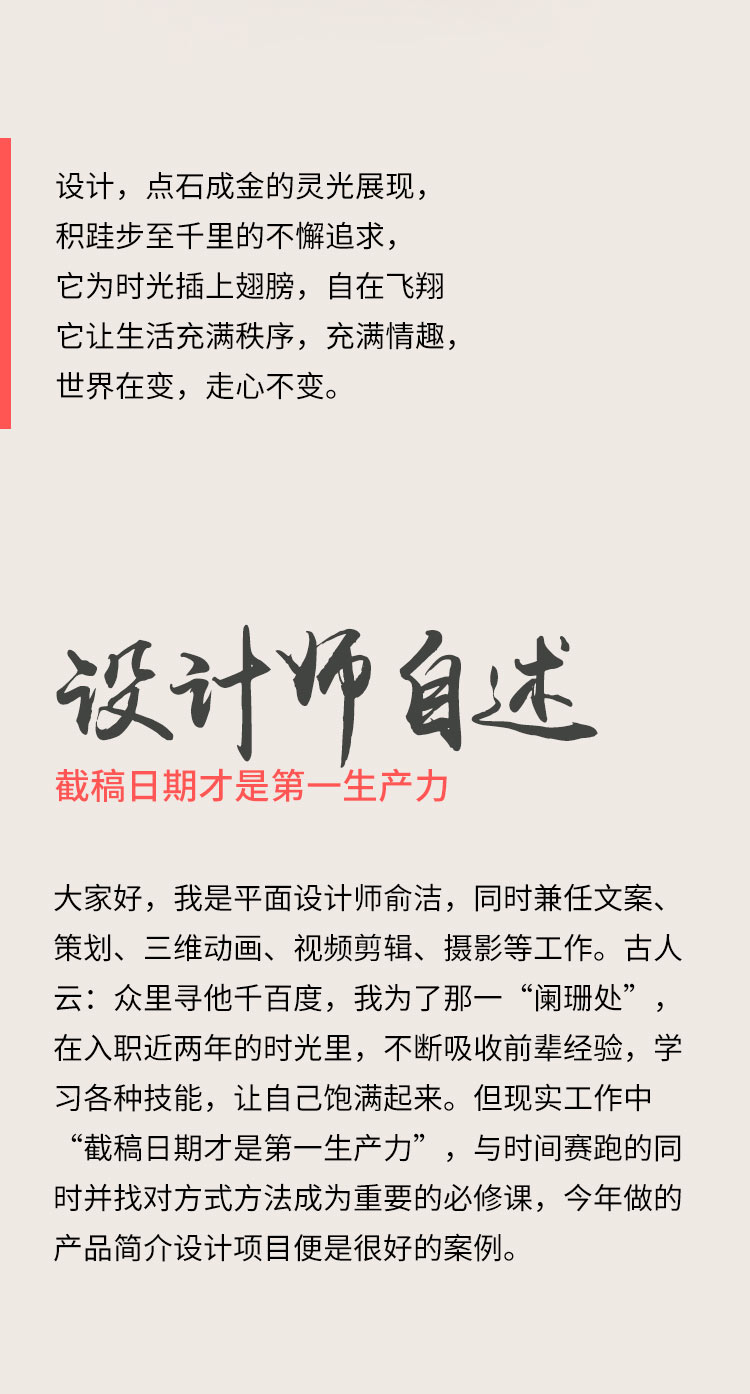 设计，点石成金的灵光展现，
积跬步至千里的不懈追求，
它为时光插上翅膀，自在飞翔
它让生活充满秩序，充满情趣，
世界在变，走心不变。
设计师自述
截稿日期才是第一生产力
大家好，我是平面设计师俞洁，同时兼任文案、
策划、三维动画、视频剪辑、摄影等工作。古人
云：众里寻他千百度，我为了那一“阑珊处”，
在入职近两年的时光里，不断吸收前辈经验，学
习各种技能，让自己饱满起来。但现实工作中
“截稿日期才是第一生产力”，与时间赛跑的同
时并找对方式方法成为重要的必修课，今年做的
产品简介设计项目便是很好的案例。